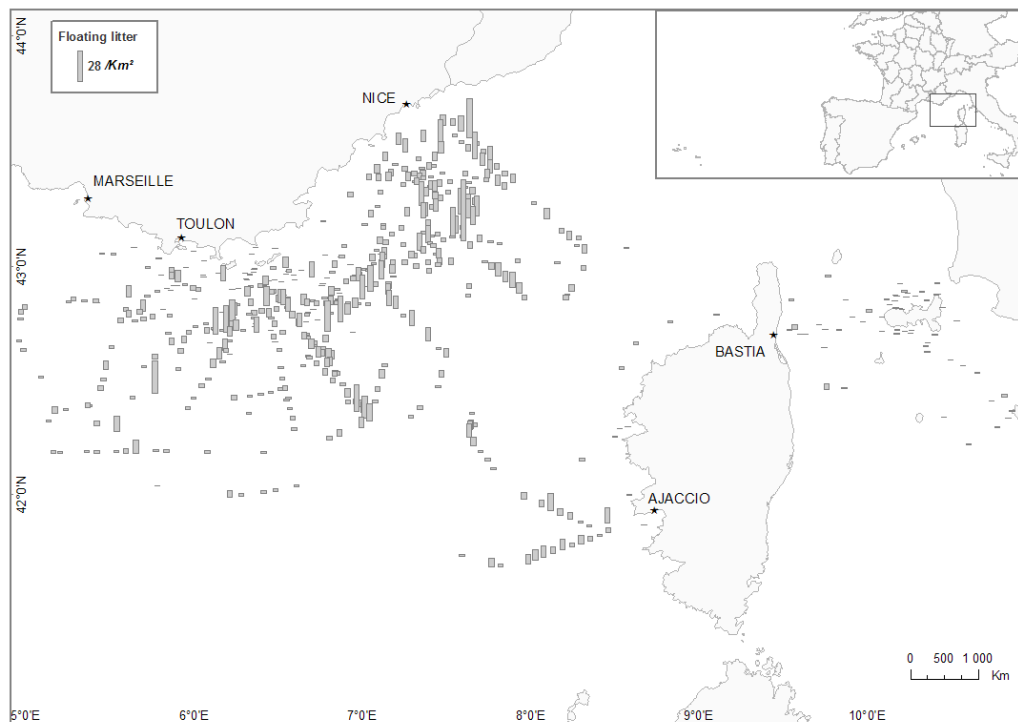 44°0'N
Floating litter
28 /Km²
NICE
MARSEILLE
TOULON
43°0'N
BASTIA
42°0'N
AJACCIO
0 500 1 000
Km
5°0'E 6°0'E 7°0'E 8°0'E 9°0'E 10°0'E